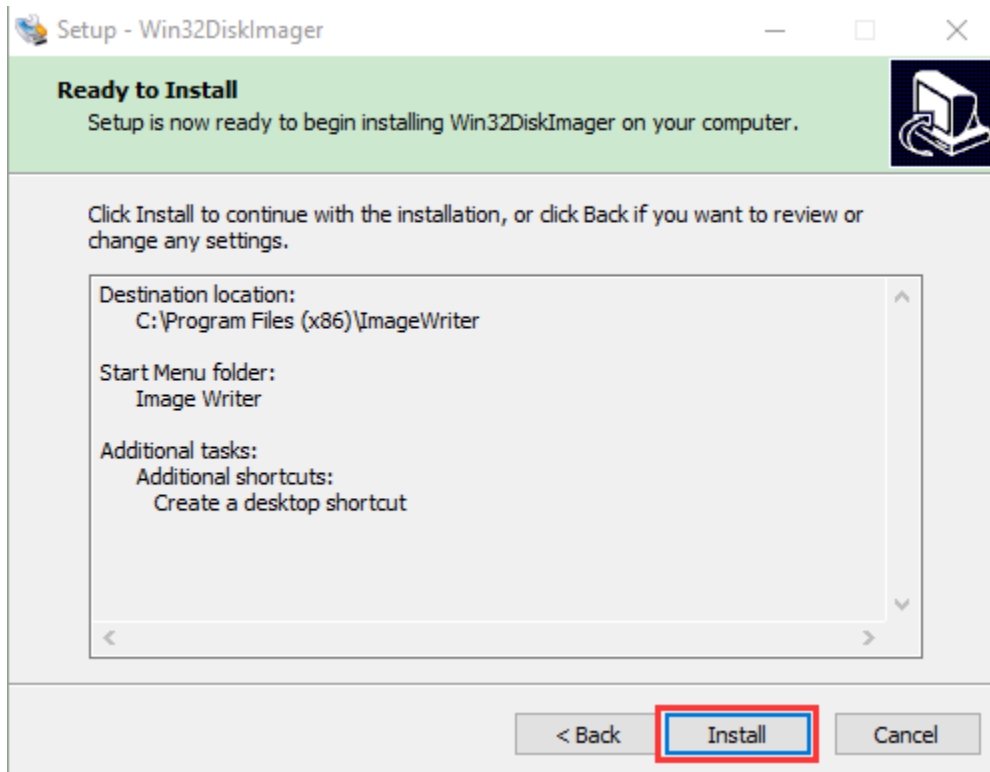 Setup - Win32DiskImager
Ready to Install
Setup is now ready to begin installing Win32DiskImager on your computer.
Click Install to continue with the installation, or click Back if you want to review or
change any settings.
Destination location:
C:\Program Files (x86)\ImageWriter
Start Menu folder:
Image Writer
Additional tasks:
Additional shortcuts:
Create a desktop shortcut
< Back
Install
Cancel